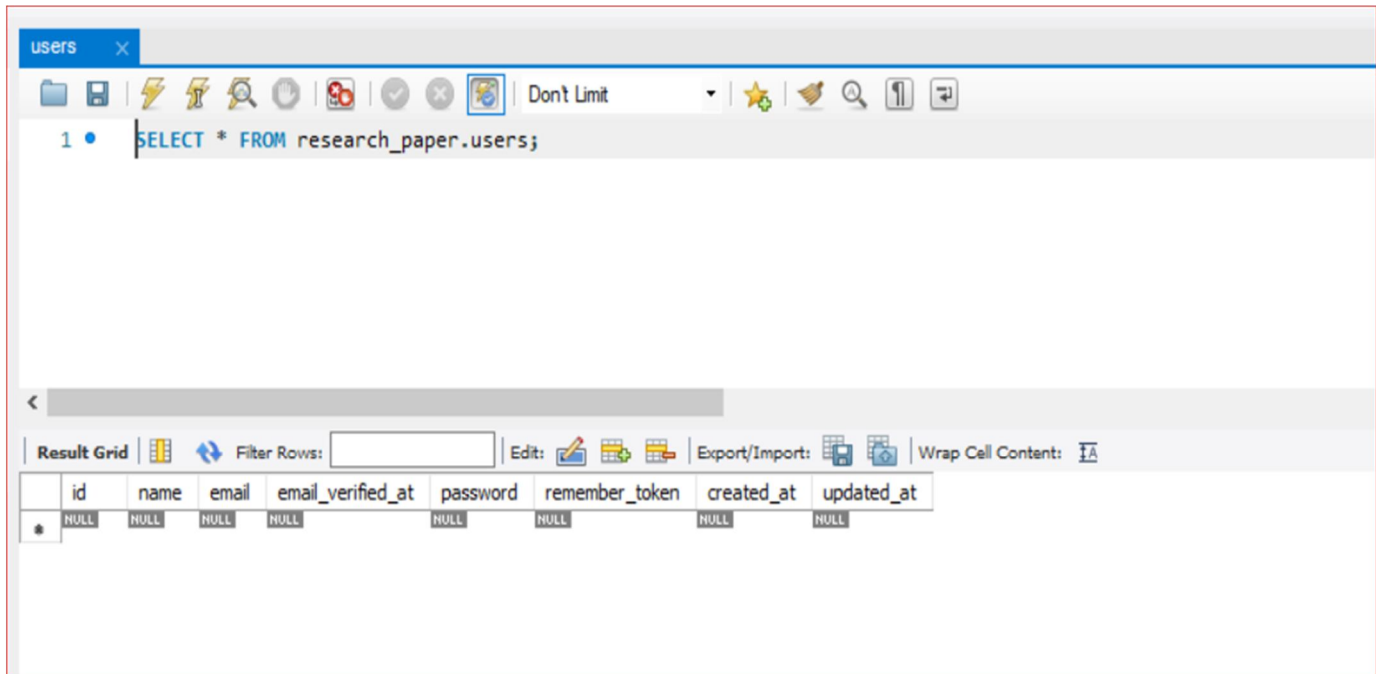 users
Don't Limit
1 SELECT * FROM research_paper.users;
Result Grid Filter Rows: Edit: Export/Import: Wrap Cell Content: IA
id name email email_verified_at password remember_token created_at updated_at
NULL NULL NULL NULL NULL NULL NULL NULL